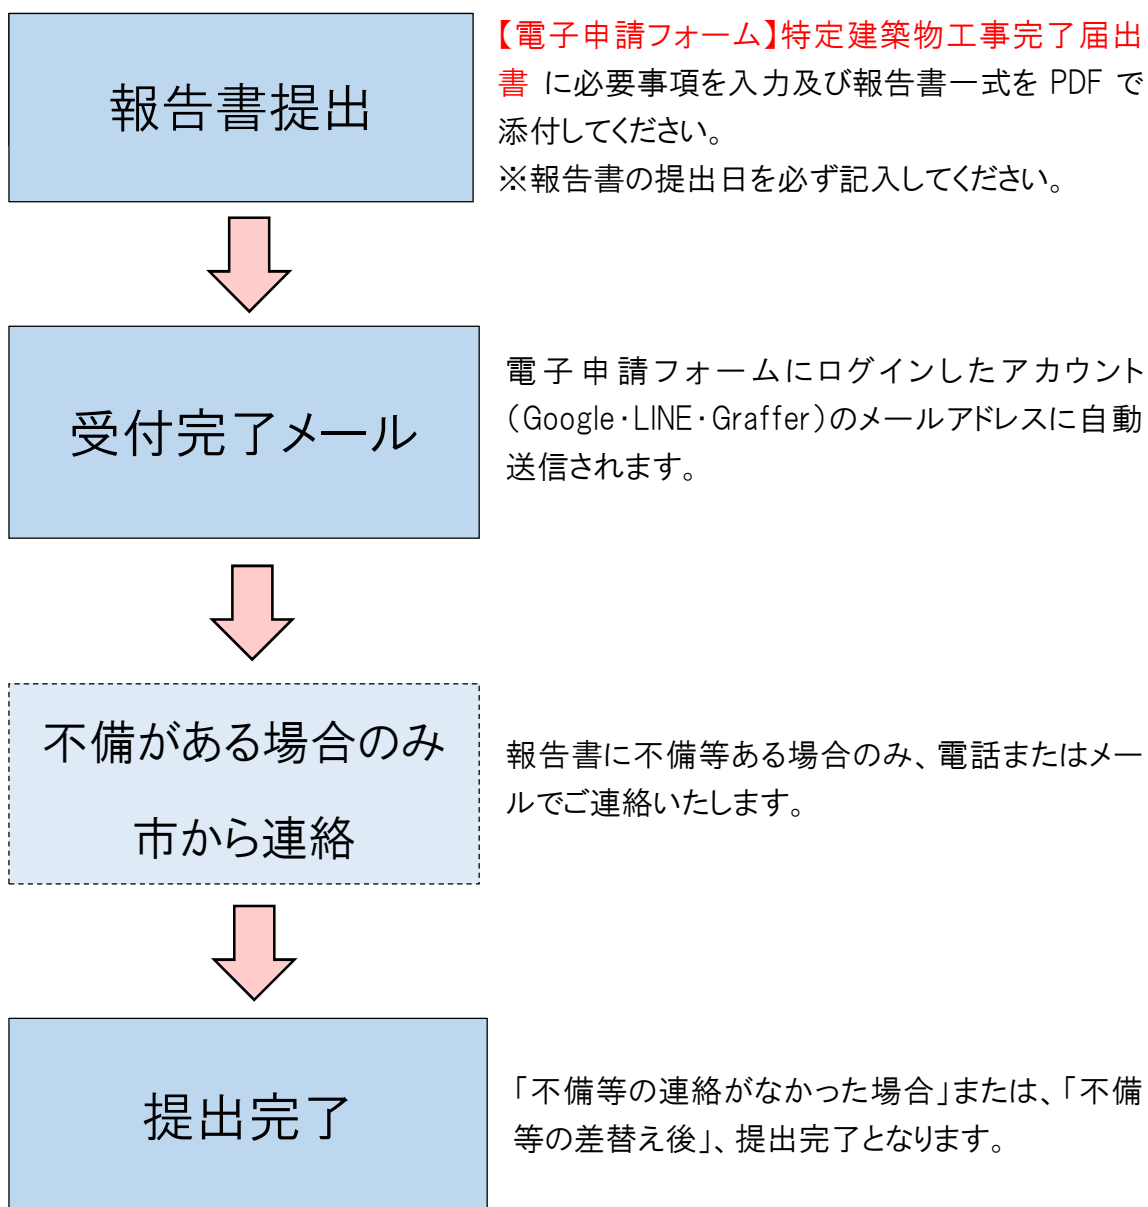 報告書提出
【電子申請フォーム】特定建築物工事完了届出
書 に必要事項を入力及び報告書一式を PDF で
添付してください。
※報告書の提出日を必ず記入してください。
受付完了メール
電子申請フォームにログインしたアカウント
(Google・LINE・Graffer)のメールアドレスに自動
送信されます。
不備がある場合のみ
市から連絡
報告書に不備等ある場合のみ、電話またはメー
ルでご連絡いたします。
提出完了
「不備等の連絡がなかった場合」または、「不備
等の差替え後」、提出完了となります。